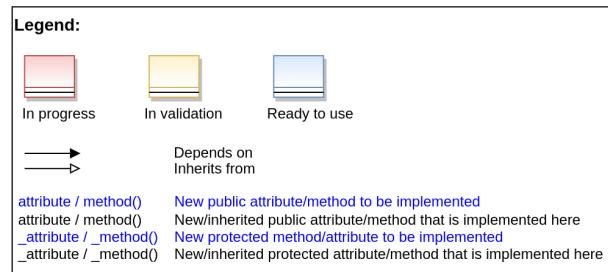 Legend:
In progress In validation Ready to use
Depends on
Inherits from
attribute / method() New public attribute/method to be implemented
attribute / method() New/inherited public attribute/method that is implemented here
_attribute / _method() New protected method/attribute to be implemented
_attribute / _method() New/inherited protected attribute/method that is implemented here